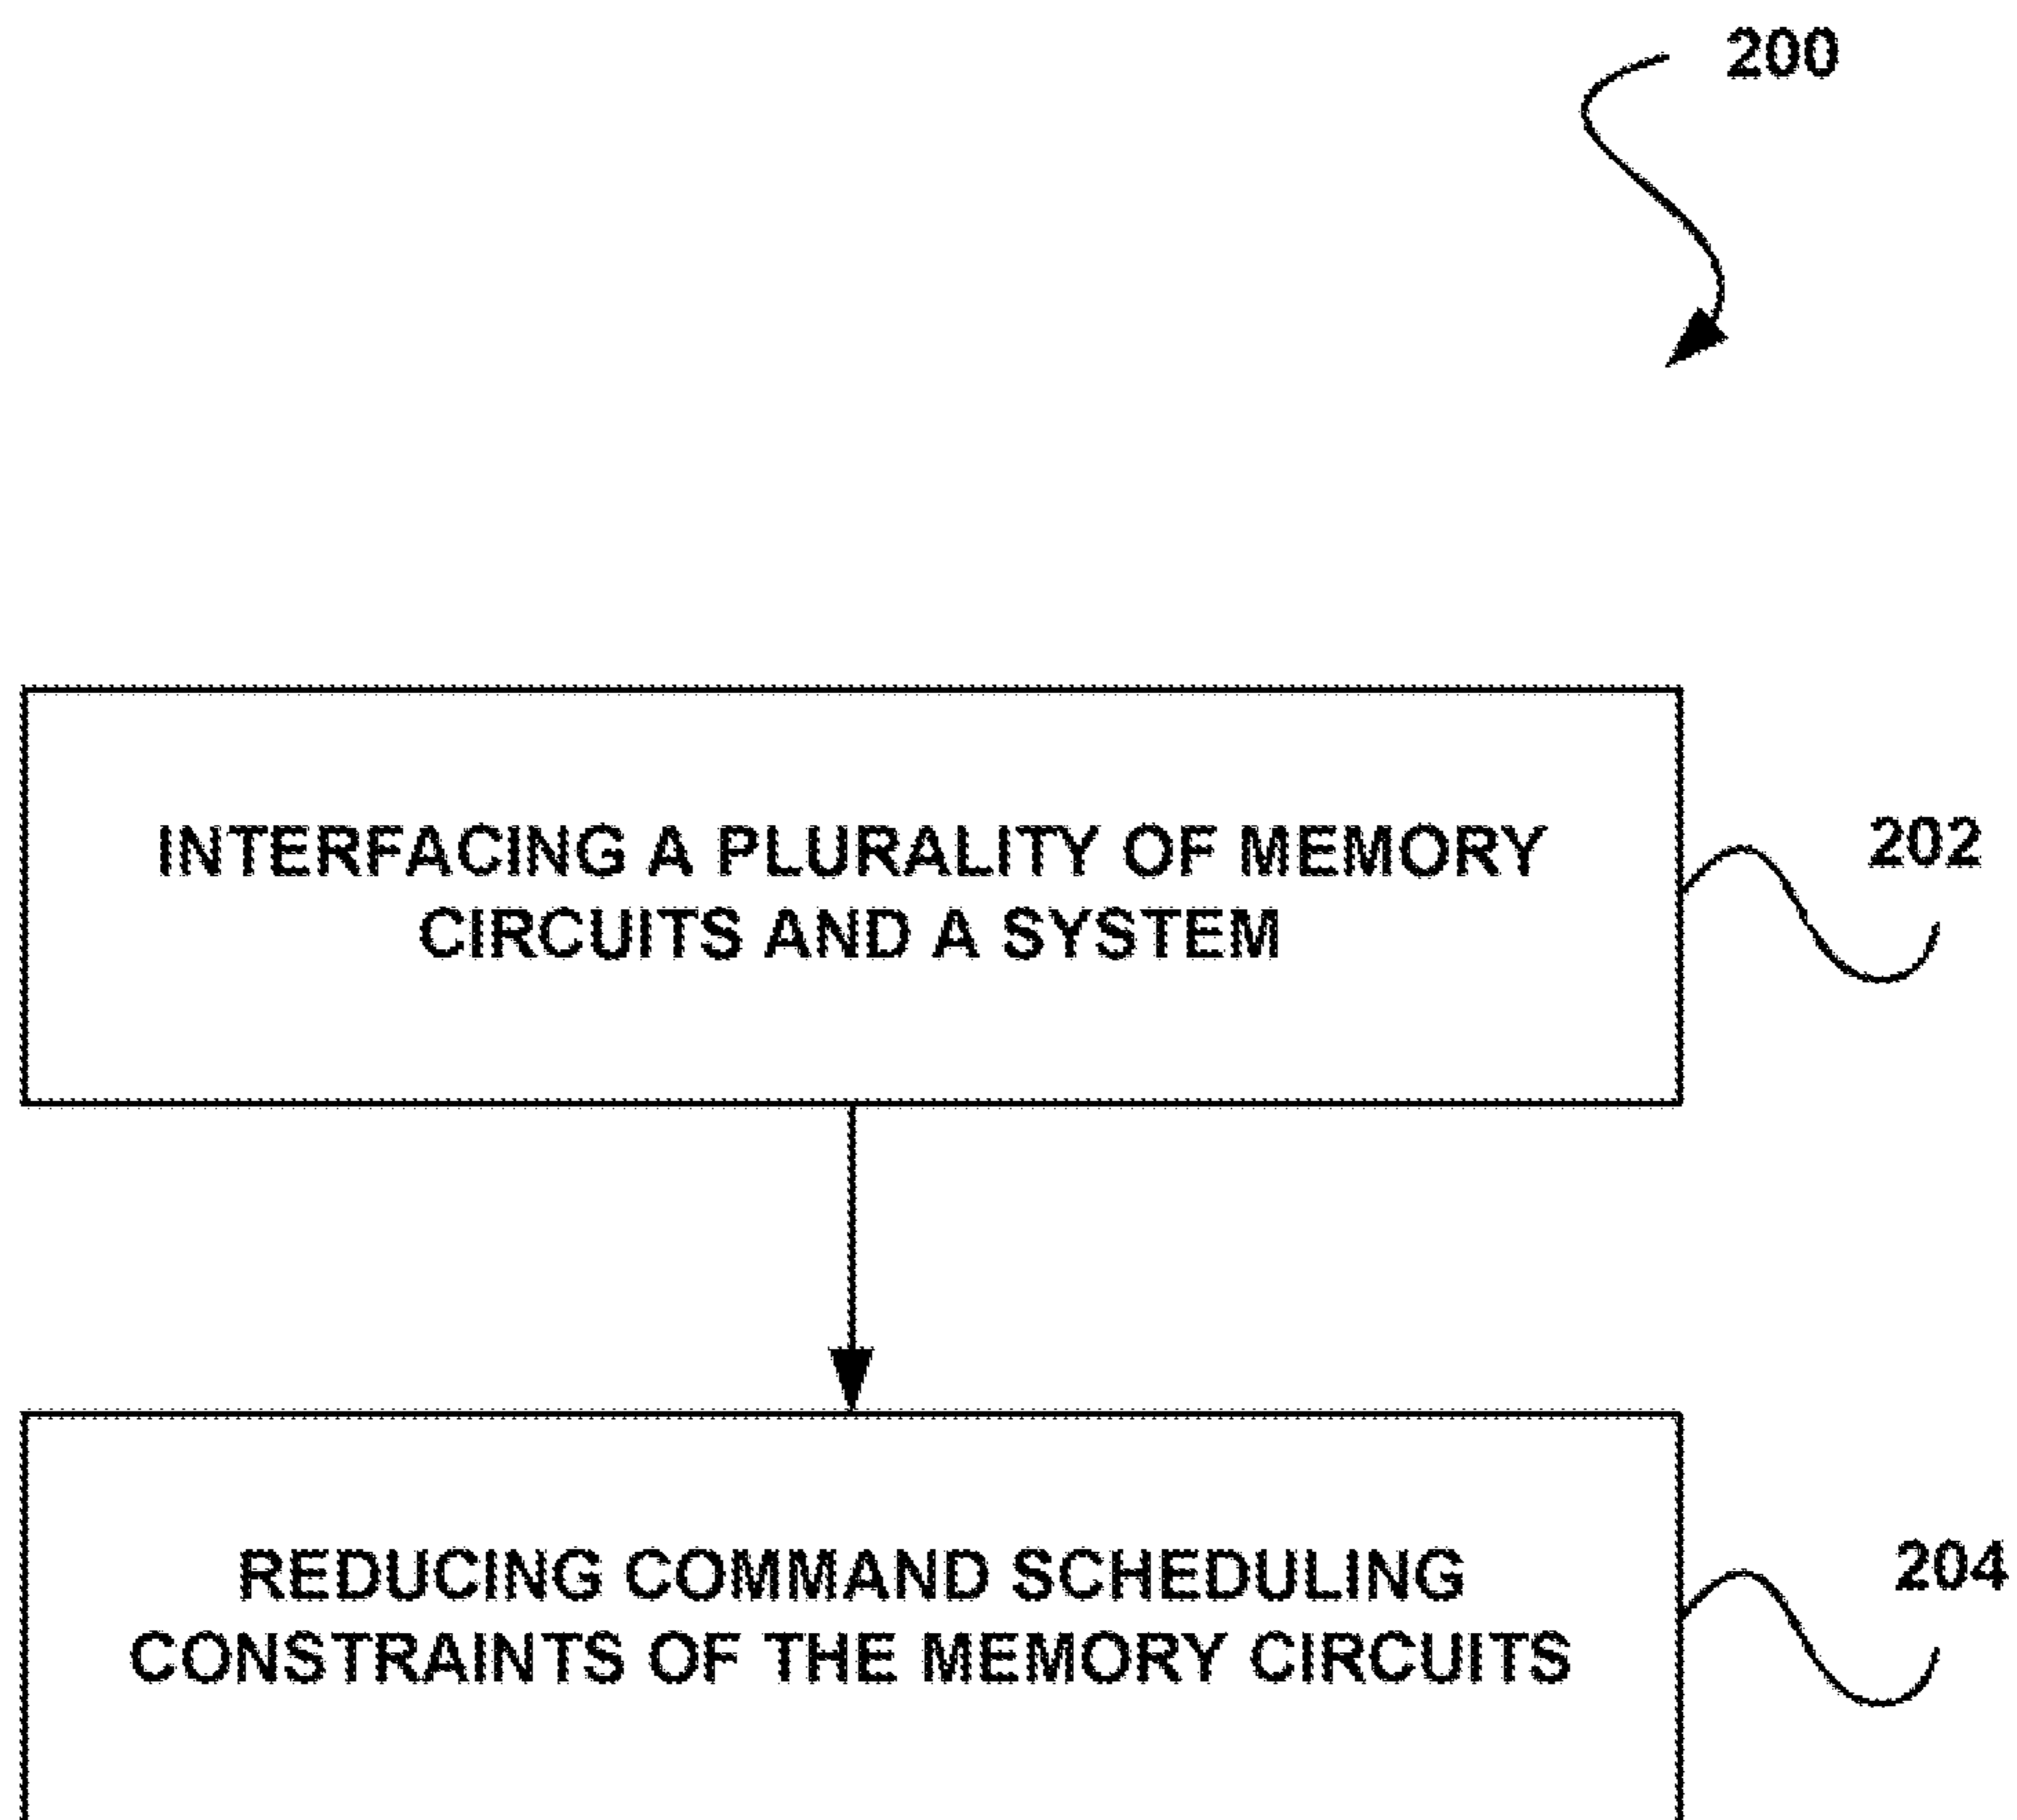 200
INTERFACING A PLURALITY OF MEMORY
CIRCUITS AND A SYSTEM
202
REDUCING COMMAND SCHEDULING
CONSTRAINTS OF THE MEMORY CIRCUITS
204